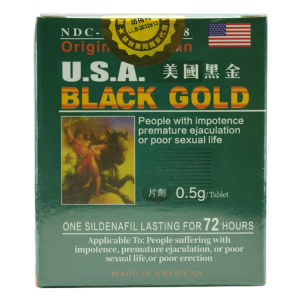 NDC-
8
Origin
an
U.S.A. 美國黑金
BLACK GOLD
People with impotence
premature ejaculation
or poor sexual life
片劑 0.5g/Tablet
ONE SILDENAFIL LASTING FOR 72 HOURS
Applicable To: People suffering with
impotence, premature ejaculation, or poor
sexual life,or poor erection
MADE IN AMERICAN